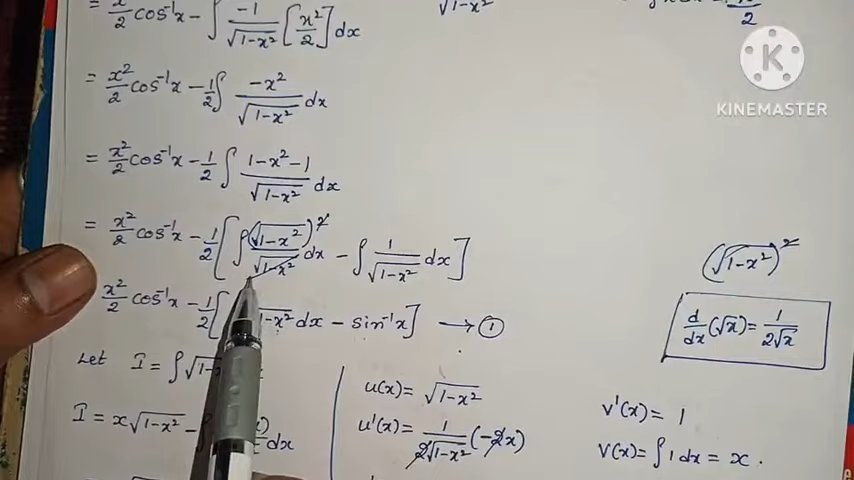 = x²/2 cos⁻¹x - ∫ -1/√(1-x²) [x²/2] dx
√(1-x²)
= x²/2 cos⁻¹x - 1/2 ∫ -x²/√(1-x²) dx
= x²/2 cos⁻¹x - 1/2 ∫ (1-x²-1)/√(1-x²) dx
= x²/2 cos⁻¹x - 1/2 [∫ (√(1-x²))²/√(1-x²) dx - ∫ 1/√(1-x²) dx]
x²/2 cos⁻¹x - 1/2 [ 1-x² dx - sin⁻¹x] → ①
Let I = ∫ √1-
I = x√(1-x²) - dx
u(x) = √(1-x²)
u'(x) = 1/(2√(1-x²)) (-2x)
(√(1-x²))²
d/dx (√x) = 1/(2√x)
v'(x) = 1
v(x) = ∫ 1 dx = x.
K
KINEMASTER